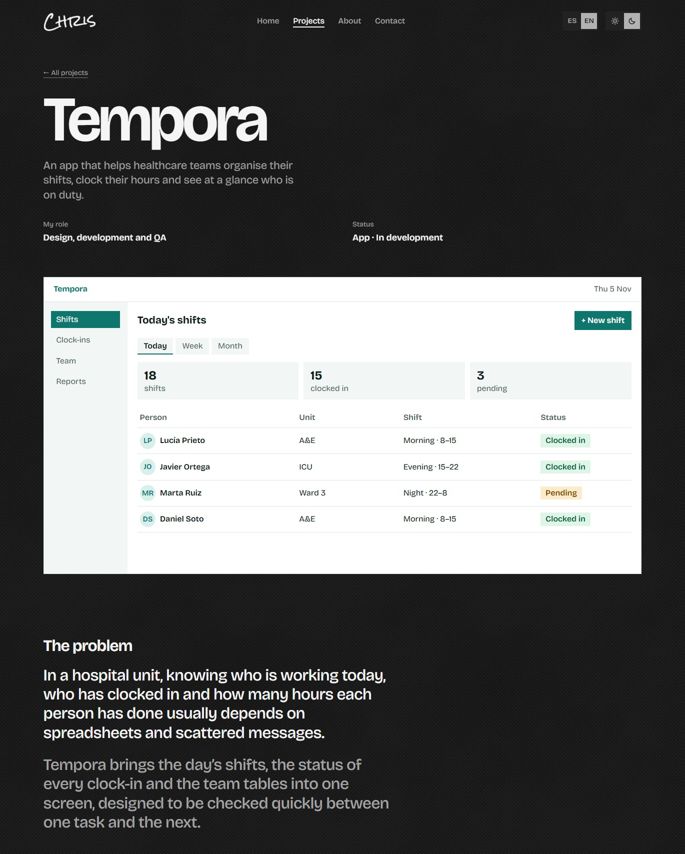 CHRIS
Home Projects About Contact
ES EN
← All projects
Tempora
An app that helps healthcare teams organise their
shifts, clock their hours and see at a glance who is
on duty.
My role
Design, development and QA
Status
App · In development
Tempora
Thu 5 Nov
Shifts
Clock-ins
Team
Reports
Today's shifts
+ New shift
Today Week Month
18
shifts
15
clocked in
3
pending
Person Unit Shift Status
LP Lucía Prieto A&E Morning · 8–15 Clocked in
JO Javier Ortega ICU Evening · 15–22 Clocked in
MR Marta Ruiz Ward 3 Night · 22–8 Pending
DS Daniel Soto A&E Morning · 8–15 Clocked in
The problem
In a hospital unit, knowing who is working today,
who has clocked in and how many hours each
person has done usually depends on
spreadsheets and scattered messages.
Tempora brings the day's shifts, the status of
every clock-in and the team tables into one
screen, designed to be checked quickly between
one task and the next.